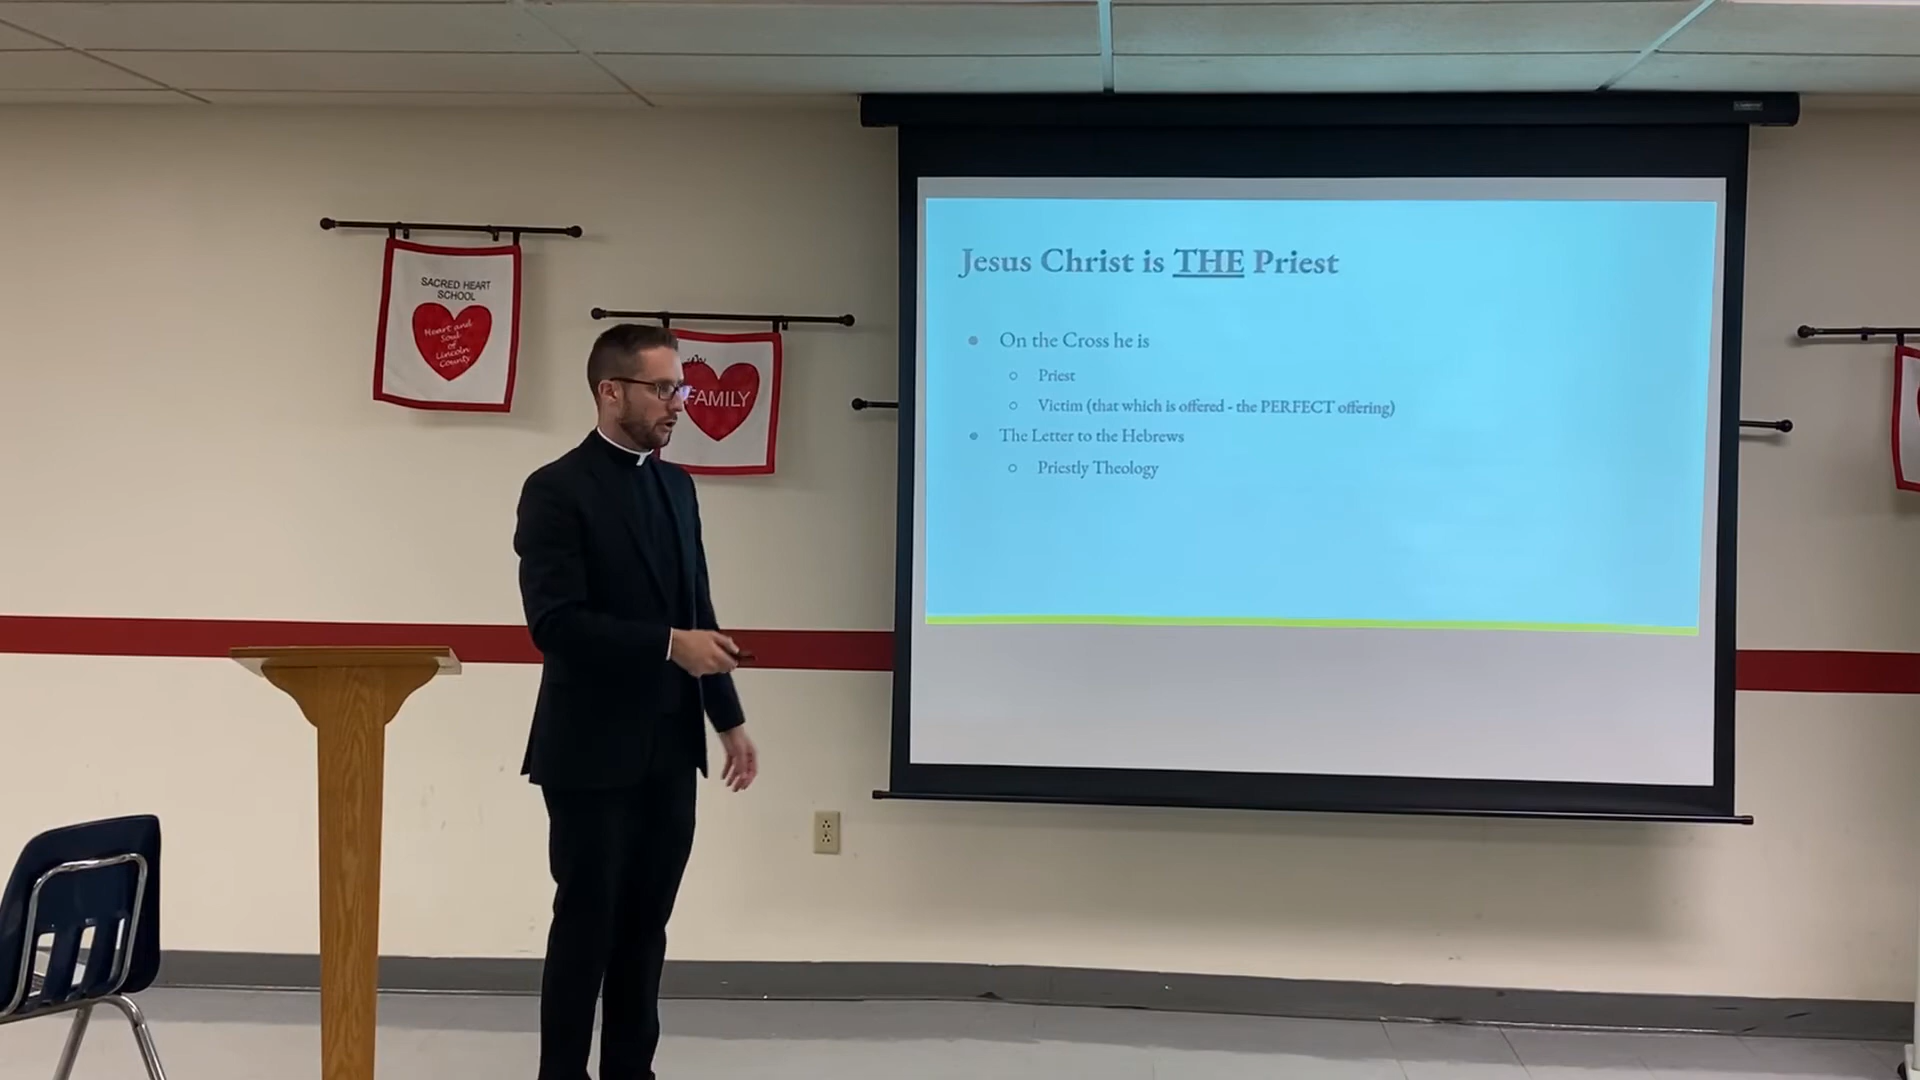 SACRED HEART
SCHOOL
Heart and
Soul
of
Lincoln
County
FAMILY
Jesus Christ is THE Priest
On the Cross he is
Priest
Victim (that which is offered - the PERFECT offering)
The Letter to the Hebrews
Priestly Theology